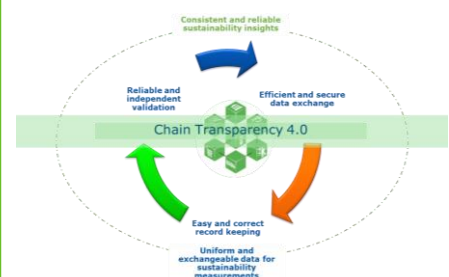 Consistent and reliable
sustainability insights
Reliable and
independent
validation
Efficient and secure
data exchange
Chain Transparency 4.0
Easy and correct
record keeping
Uniform and
exchangeable data for
sustainability
measurements